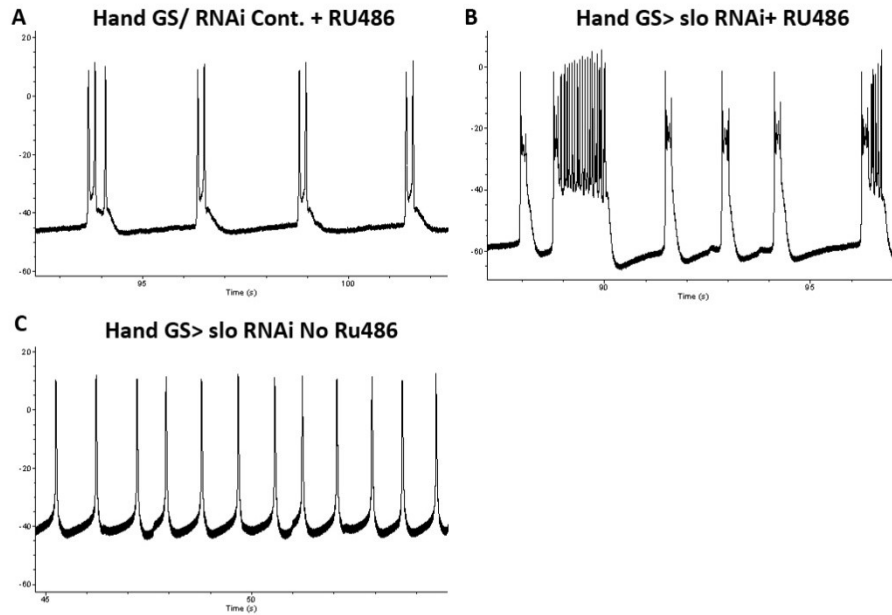 A
Hand GS/ RNAi Cont. + RU486
20
0
-20
-40
-60
95
100
Time (s)
B
Hand GS> slo RNAi+ RU486
0
-20
-40
-60
90
95
Time (s)
C
Hand GS> slo RNAi No Ru486
20
0
-20
-40
-60
45
50
Time (s)